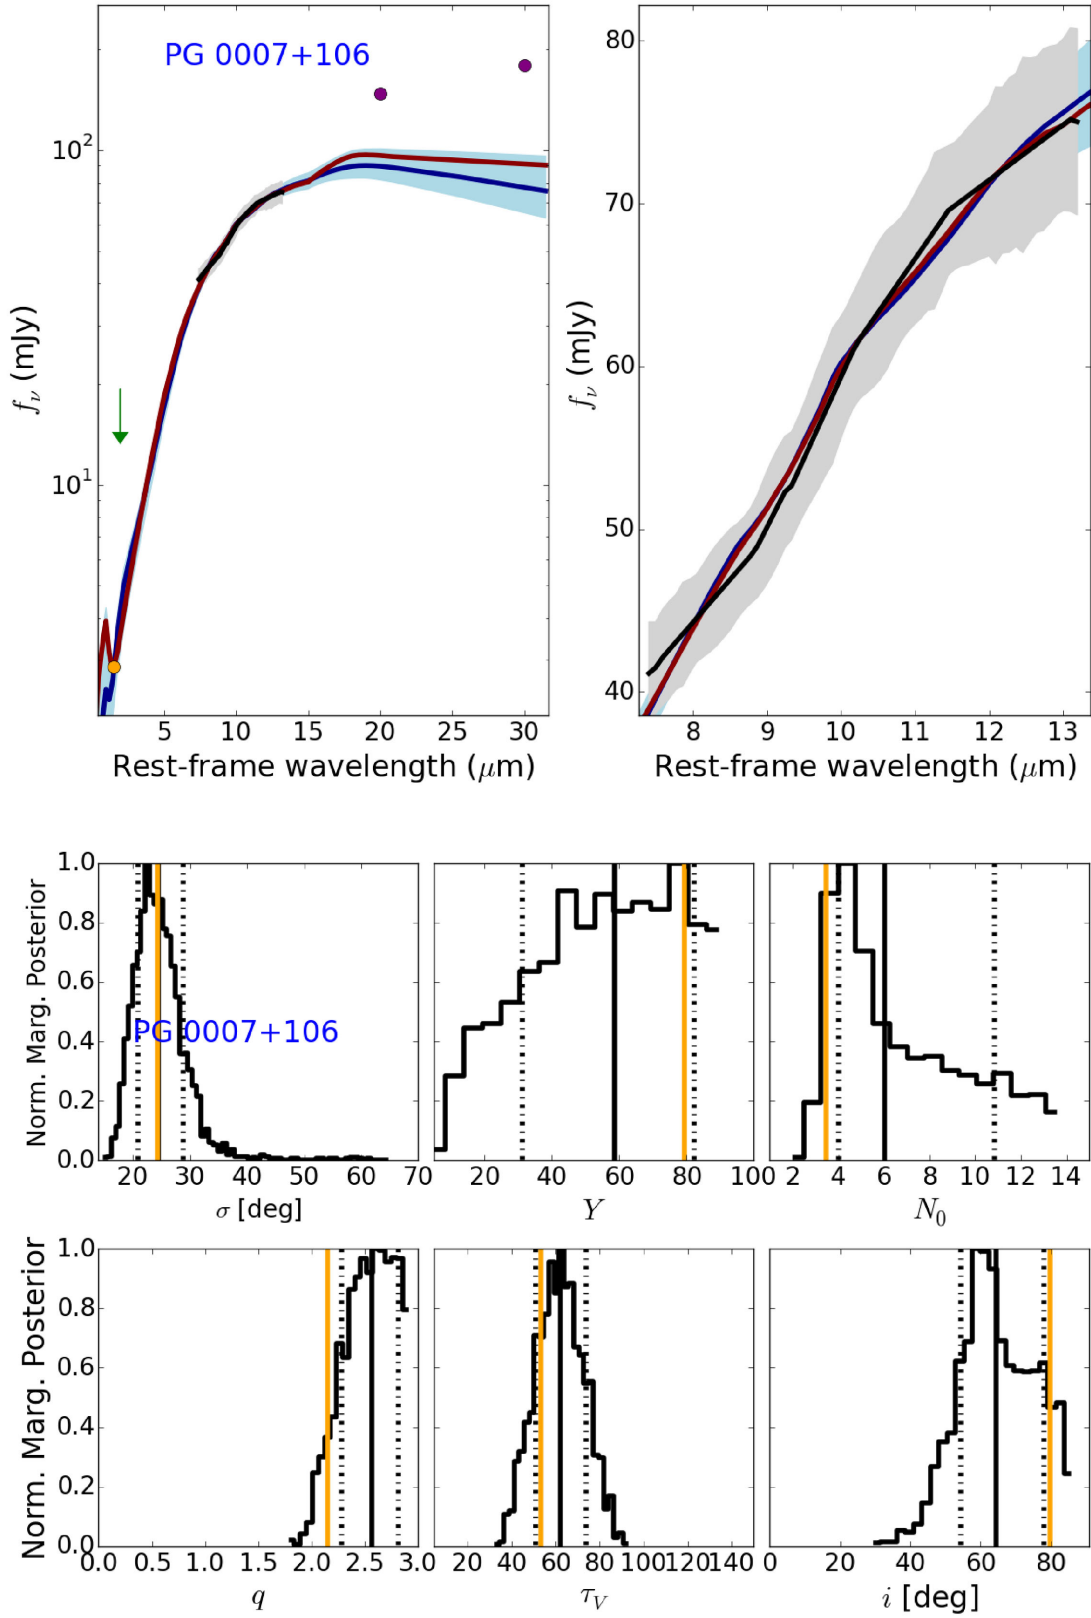 PG 0007+106
10²
10¹
f_ν (mJy)
5 10 15 20 25 30
Rest-frame wavelength (μm)
80
70
60
50
40
f_ν (mJy)
8 9 10 11 12 13
Rest-frame wavelength (μm)
Norm. Marg. Posterior
1.0
0.8
0.6
0.4
0.2
0.0
PG 0007+106
20 30 40 50 60 70
σ [deg]
20 40 60 80 100
Y
2 4 6 8 10 12 14
N₀
Norm. Marg. Posterior
1.0
0.8
0.6
0.4
0.2
0.0
0.0 0.5 1.0 1.5 2.0 2.5 3.0
q
20 40 60 80 100 120 140
τ_V
0 20 40 60 80
i [deg]